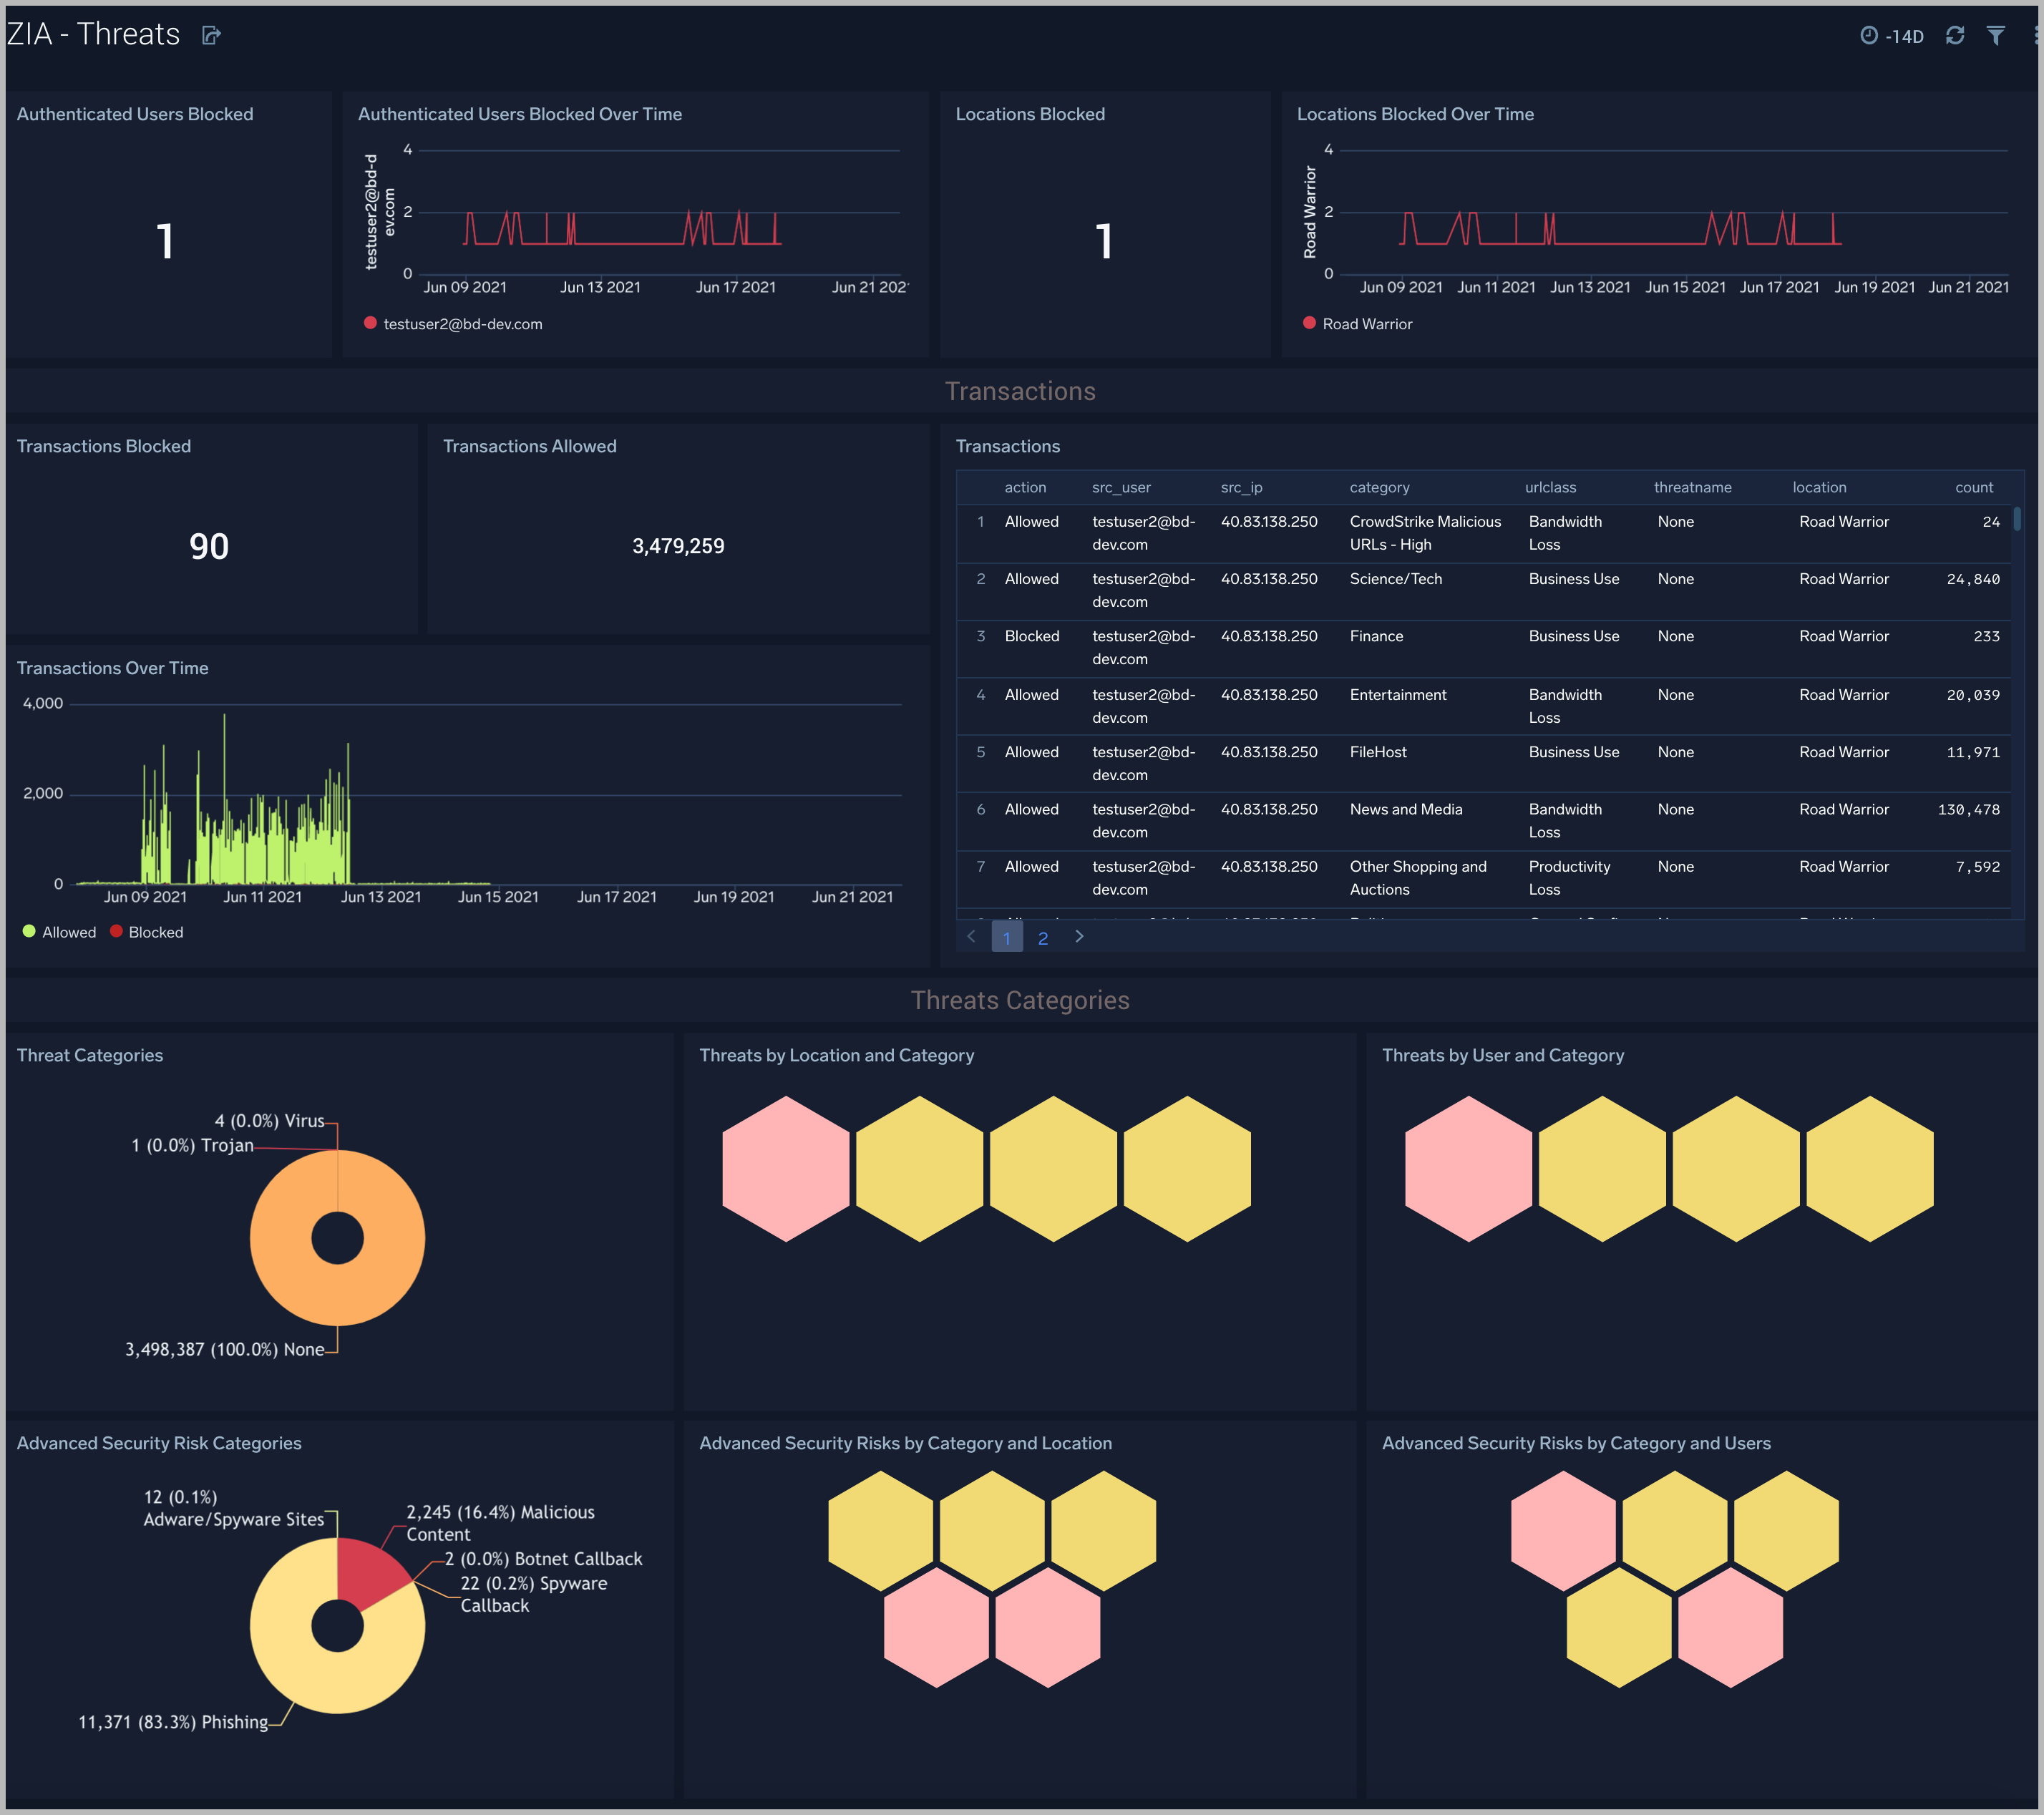 ZIA - Threats
-14D
Authenticated Users Blocked
1
Authenticated Users Blocked Over Time
testuser2@bd-d
ev.com
4
2
0
Jun 09 2021 Jun 13 2021 Jun 17 2021 Jun 21 202
testuser2@bd-dev.com
Locations Blocked
1
Locations Blocked Over Time
Road Warrior
4
2
0
Jun 09 2021 Jun 11 2021 Jun 13 2021 Jun 15 2021 Jun 17 2021 Jun 19 2021 Jun 21 2021
Road Warrior
Transactions
Transactions Blocked
90
Transactions Allowed
3,479,259
Transactions Over Time
4,000
2,000
0
Jun 09 2021 Jun 11 2021 Jun 13 2021 Jun 15 2021 Jun 17 2021 Jun 19 2021 Jun 21 2021
Allowed Blocked
Transactions
action src_user src_ip category urlclass threatname location count
1 Allowed testuser2@bd- 40.83.138.250 CrowdStrike Malicious Bandwidth None Road Warrior 24
dev.com URLs - High Loss
2 Allowed testuser2@bd- 40.83.138.250 Science/Tech Business Use None Road Warrior 24,840
dev.com
3 Blocked testuser2@bd- 40.83.138.250 Finance Business Use None Road Warrior 233
dev.com
4 Allowed testuser2@bd- 40.83.138.250 Entertainment Bandwidth None Road Warrior 20,039
dev.com Loss
5 Allowed testuser2@bd- 40.83.138.250 FileHost Business Use None Road Warrior 11,971
dev.com
6 Allowed testuser2@bd- 40.83.138.250 News and Media Bandwidth None Road Warrior 130,478
dev.com Loss
7 Allowed testuser2@bd- 40.83.138.250 Other Shopping and Productivity None Road Warrior 7,592
dev.com Auctions Loss
1 2
Threats Categories
Threat Categories
4 (0.0%) Virus
1 (0.0%) Trojan
3,498,387 (100.0%) None
Threats by Location and Category
Threats by User and Category
Advanced Security Risk Categories
12 (0.1%)
Adware/Spyware Sites
2,245 (16.4%) Malicious
Content
2 (0.0%) Botnet Callback
22 (0.2%) Spyware
Callback
11,371 (83.3%) Phishing
Advanced Security Risks by Category and Location
Advanced Security Risks by Category and Users